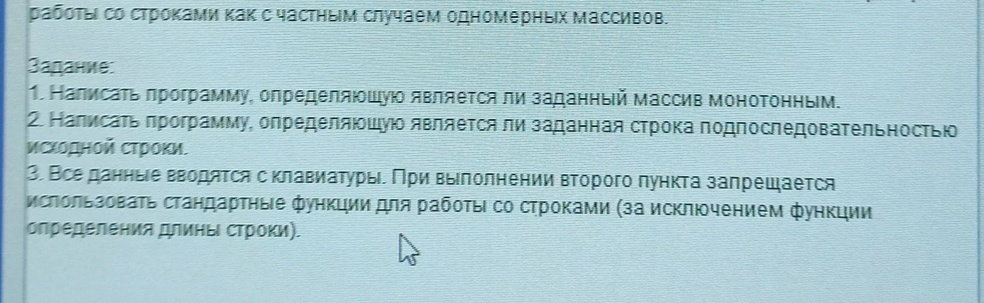 работы со строками как с частным случаем одномерных массивов.
Задание:
1. Написать программу, определяющую является ли заданный массив монотонным.
2. Написать программу, определяющую является ли заданная строка подпоследовательностью
исходной строки.
3. Все данные вводятся с клавиатуры. При выполнении второго пункта запрещается
использовать стандартные функции для работы со строками (за исключением функции
определения длины строки).